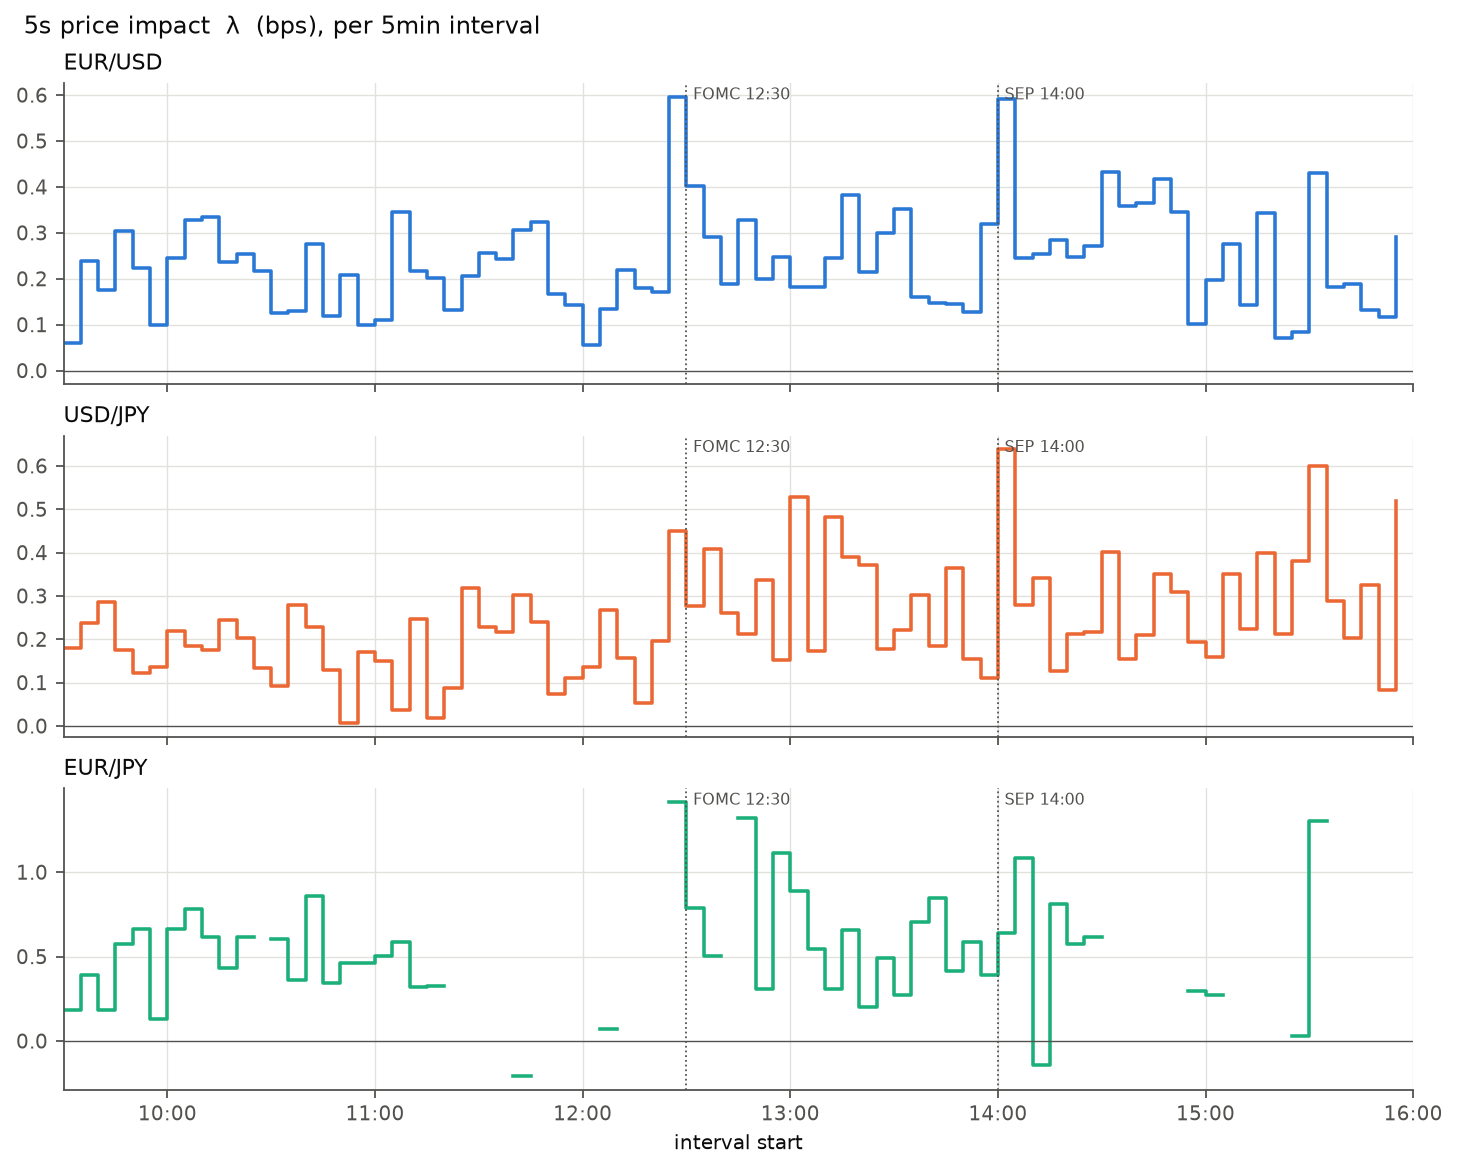 5s price impact λ (bps), per 5min interval
EUR/USD
FOMC 12:30
SEP 14:00
0.6
0.5
0.4
0.3
0.2
0.1
0.0
USD/JPY
FOMC 12:30
SEP 14:00
0.6
0.5
0.4
0.3
0.2
0.1
0.0
EUR/JPY
FOMC 12:30
SEP 14:00
1.0
0.5
0.0
10:00
11:00
12:00
13:00
14:00
15:00
16:00
interval start